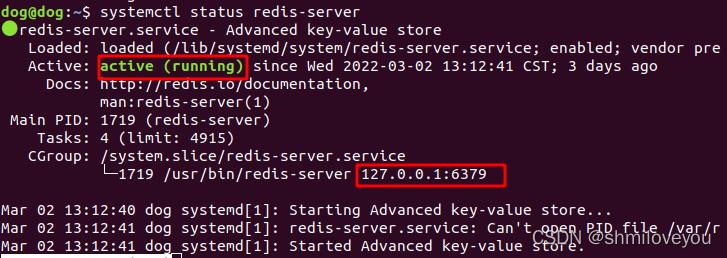 dog@dog:~$ systemctl status redis-server
redis-server.service - Advanced key-value store
Loaded: loaded (/lib/systemd/system/redis-server.service; enabled; vendor pre
Active: active (running) since Wed 2022-03-02 13:12:41 CST; 3 days ago
Docs: http://redis.io/documentation,
man:redis-server(1)
Main PID: 1719 (redis-server)
Tasks: 4 (limit: 4915)
CGroup: /system.slice/redis-server.service
└─1719 /usr/bin/redis-server 127.0.0.1:6379
Mar 02 13:12:40 dog systemd[1]: Starting Advanced key-value store...
Mar 02 13:12:41 dog systemd[1]: redis-server.service: Can't open PID file /var/r
Mar 02 13:12:41 dog systemd[1]: Started Advanced key-value store.
CSDN @shmiloveyou